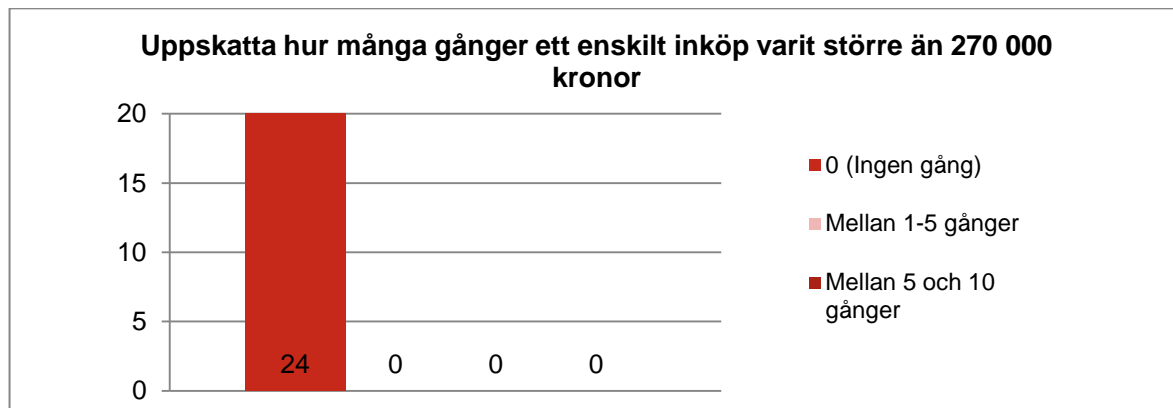 Uppskatta hur många gånger ett enskilt inköp varit större än 270 000
kronor
20
15
10
5
0
24 0 0 0
0 (Ingen gång)
Mellan 1-5 gånger
Mellan 5 och 10
gånger